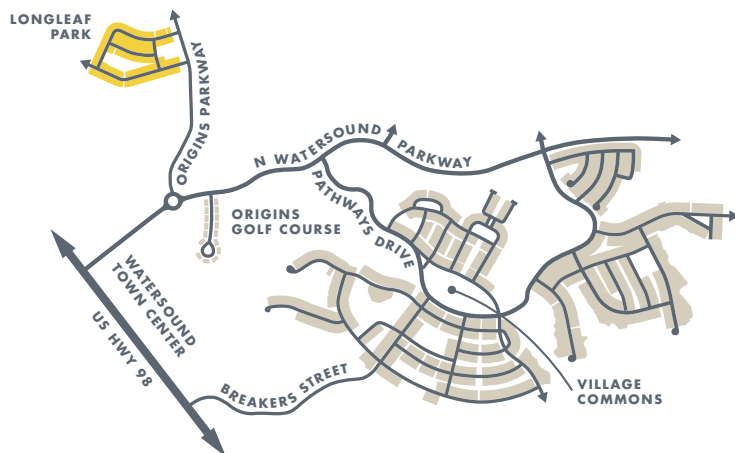 LONGLEAF
PARK
ORIGINS PARKWAY
N WATERSOUND PARKWAY
PATHWAYS DRIVE
ORIGINS
GOLF COURSE
WATERSOUND
TOWN CENTER
US HWY 98
BREAKERS STREET
VILLAGE
COMMONS